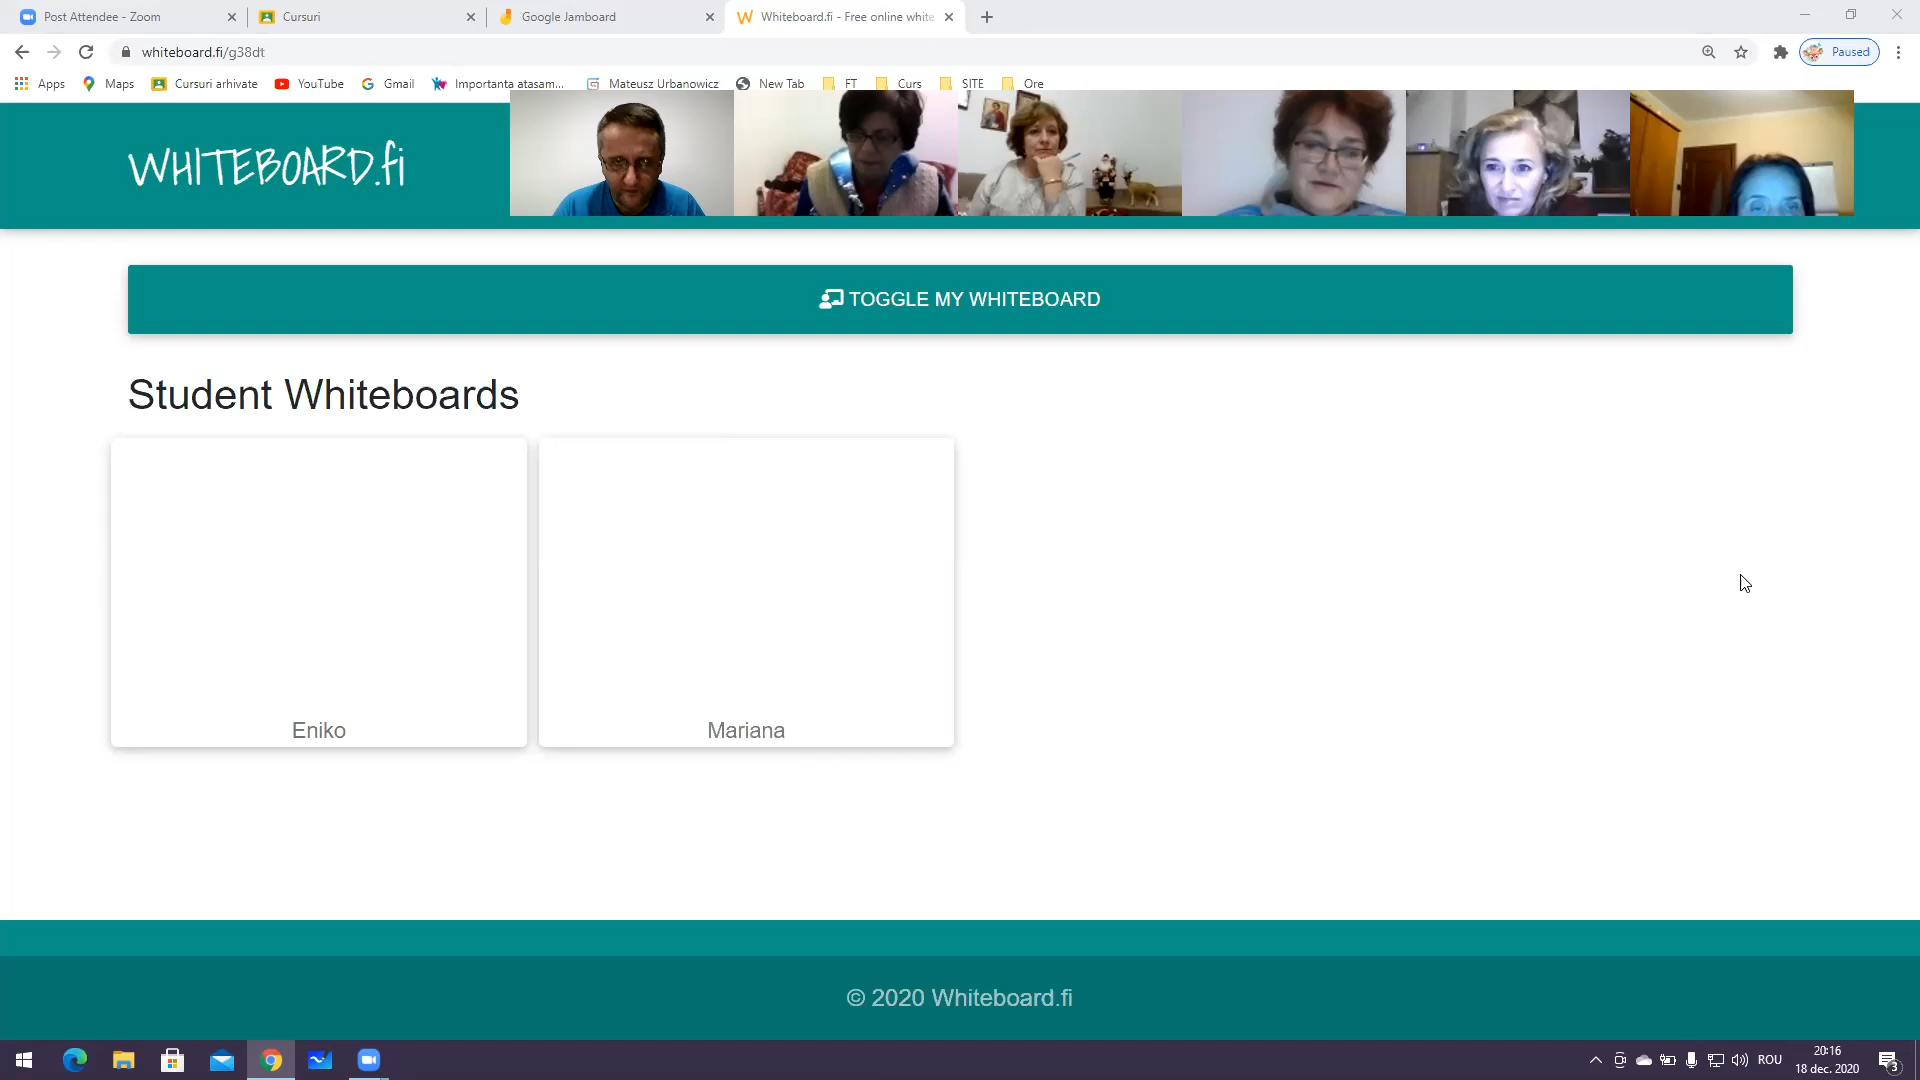 Post Attendee - Zoom
Cursuri
Google Jamboard
Whiteboard.fi - Free online white
whiteboard.fi/g38dt
Paused
Apps
Maps
Cursuri arhivate
YouTube
Gmail
Importanta atasam...
Mateusz Urbanowicz
New Tab
FT
Curs
SITE
Ore
WHITEBOARD.fi
TOGGLE MY WHITEBOARD
Student Whiteboards
Eniko
Mariana
© 2020 Whiteboard.fi
ROU
20:16
18 dec. 2020
3